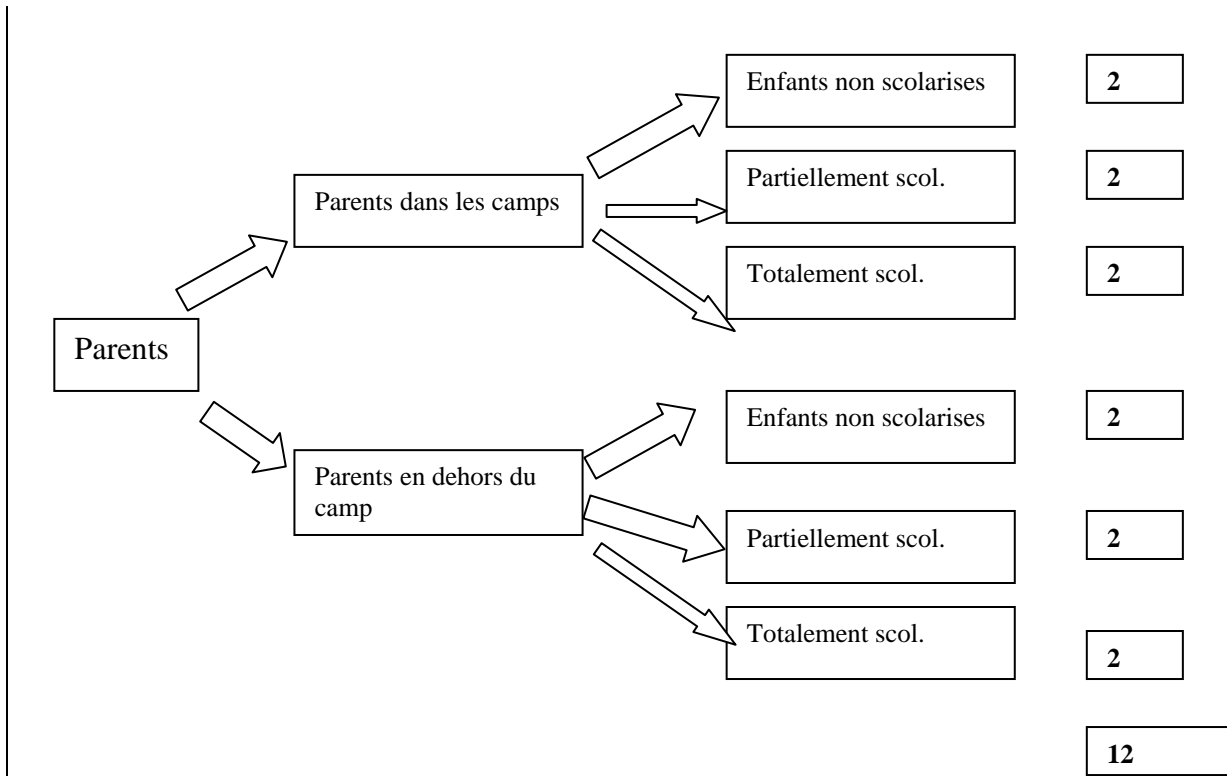 Enfants non scolarises 2
Partiellement scol. 2
Parents dans les camps
Totalement scol. 2
Parents
Enfants non scolarises 2
Parents en dehors du
camp
Partiellement scol. 2
Totalement scol. 2
12